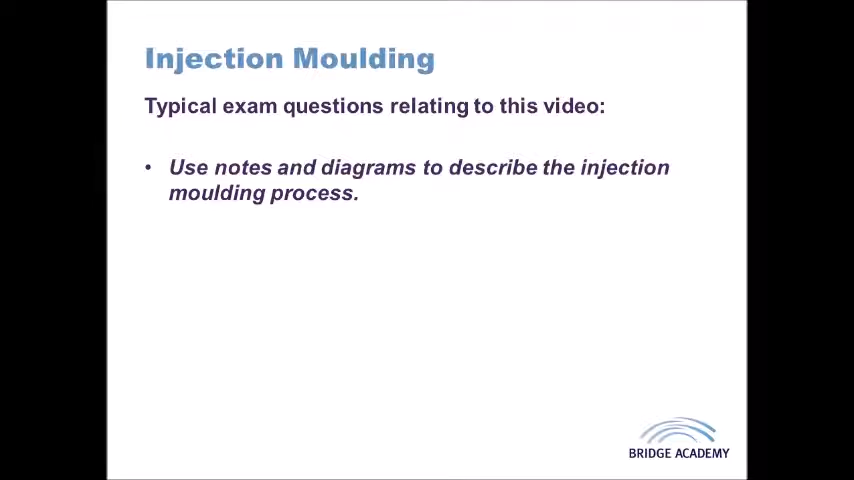 Injection Moulding
Typical exam questions relating to this video:
• Use notes and diagrams to describe the injection
moulding process.
BRIDGE ACADEMY